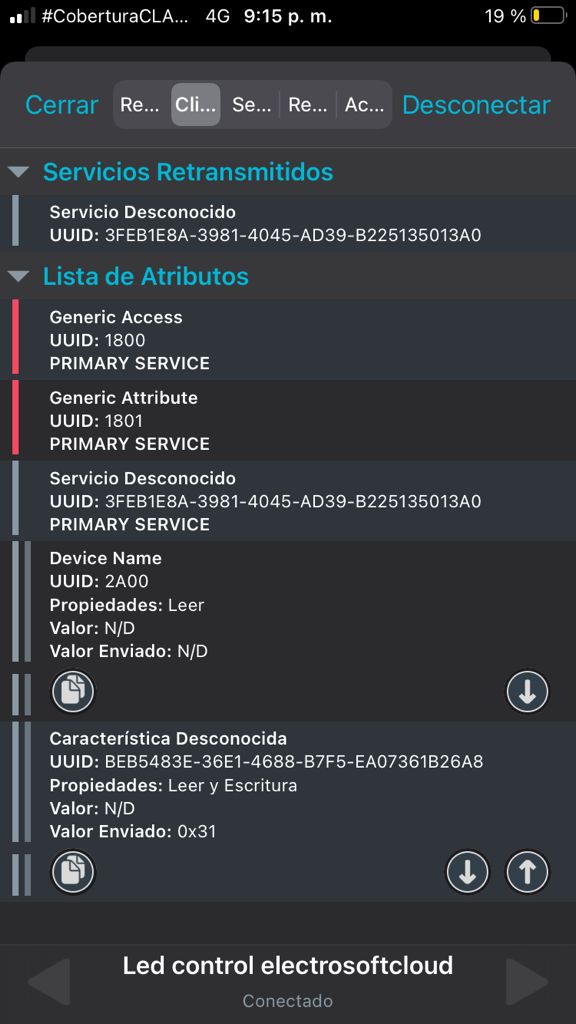 #CoberturaCLA... 4G 9:15 p. m. 19 %
Cerrar Re... Cli... Se... Re... Ac... Desconectar
Servicios Retransmitidos
Servicio Desconocido
UUID: 3FEB1E8A-3981-4045-AD39-B225135013A0
Lista de Atributos
Generic Access
UUID: 1800
PRIMARY SERVICE
Generic Attribute
UUID: 1801
PRIMARY SERVICE
Servicio Desconocido
UUID: 3FEB1E8A-3981-4045-AD39-B225135013A0
PRIMARY SERVICE
Device Name
UUID: 2A00
Propiedades: Leer
Valor: N/D
Valor Enviado: N/D
Característica Desconocida
UUID: BEB5483E-36E1-4688-B7F5-EA07361B26A8
Propiedades: Leer y Escritura
Valor: N/D
Valor Enviado: 0x31
Led control electrosoftcloud
Conectado